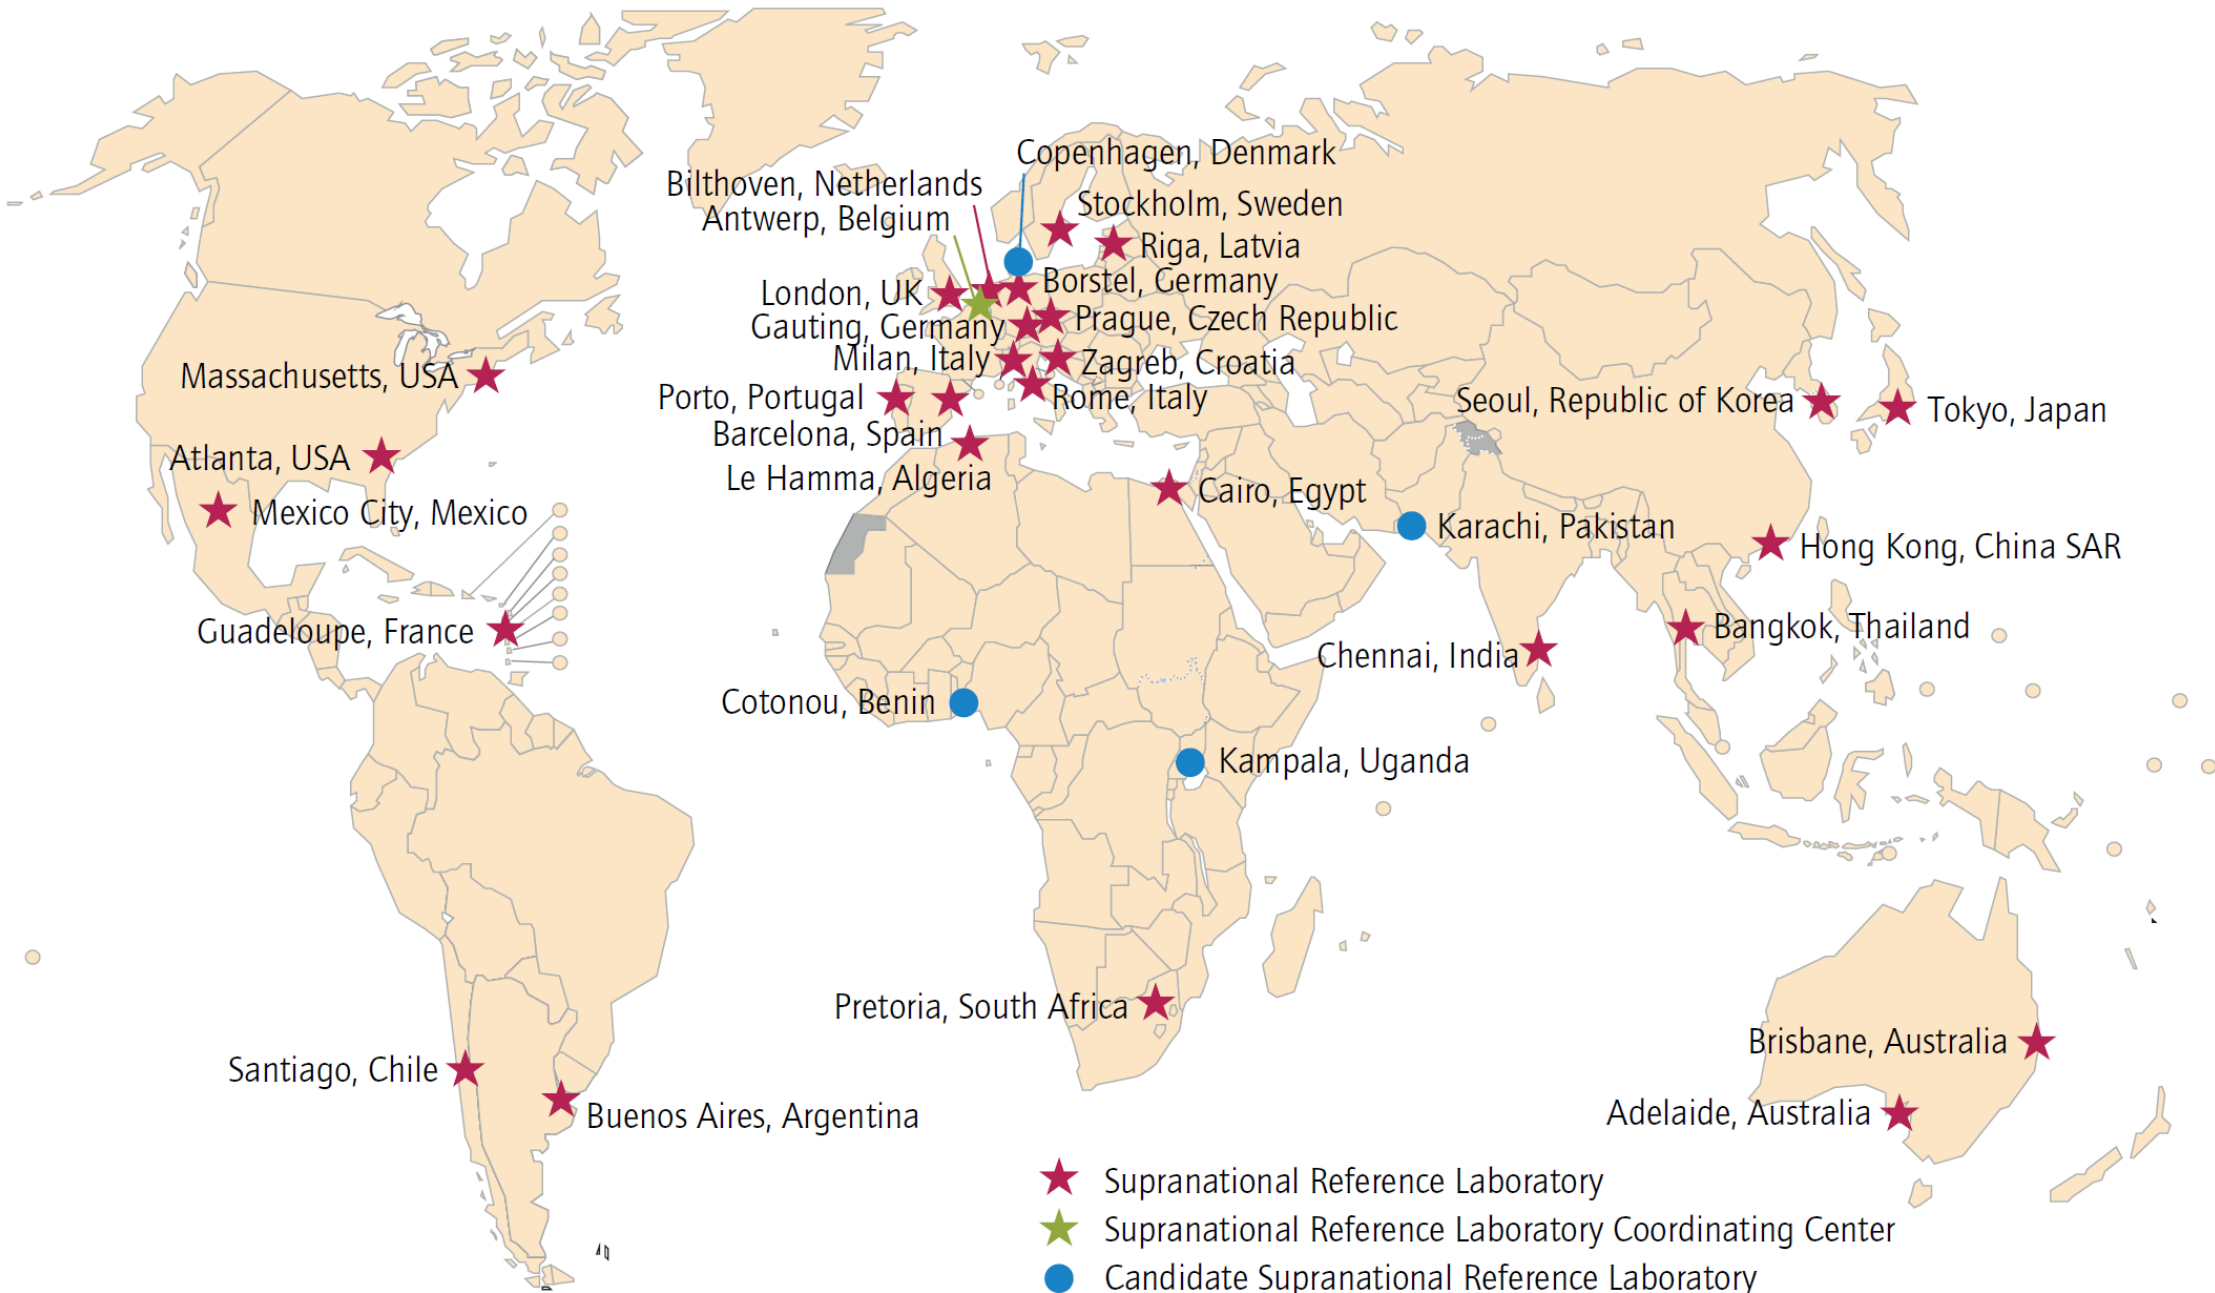 Copenhagen, Denmark
Bilthoven, Netherlands
Stockholm, Sweden
Antwerp, Belgium
Riga, Latvia
Borstel, Germany
London, UK
Prague, Czech Republic
Gauting, Germany
Milan, Italy
Zagreb, Croatia
Massachusetts, USA
Porto, Portugal
Rome, Italy
Seoul, Republic of Korea
Tokyo, Japan
Barcelona, Spain
Atlanta, USA
Le Hamma, Algeria
Cairo, Egypt
Mexico City, Mexico
Karachi, Pakistan
Hong Kong, China SAR
Guadeloupe, France
Bangkok, Thailand
Chennai, India
Cotonou, Benin
Kampala, Uganda
Pretoria, South Africa
Brisbane, Australia
Santiago, Chile
Buenos Aires, Argentina
Adelaide, Australia
Supranational Reference Laboratory
Supranational Reference Laboratory Coordinating Center
Candidate Supranational Reference Laboratory